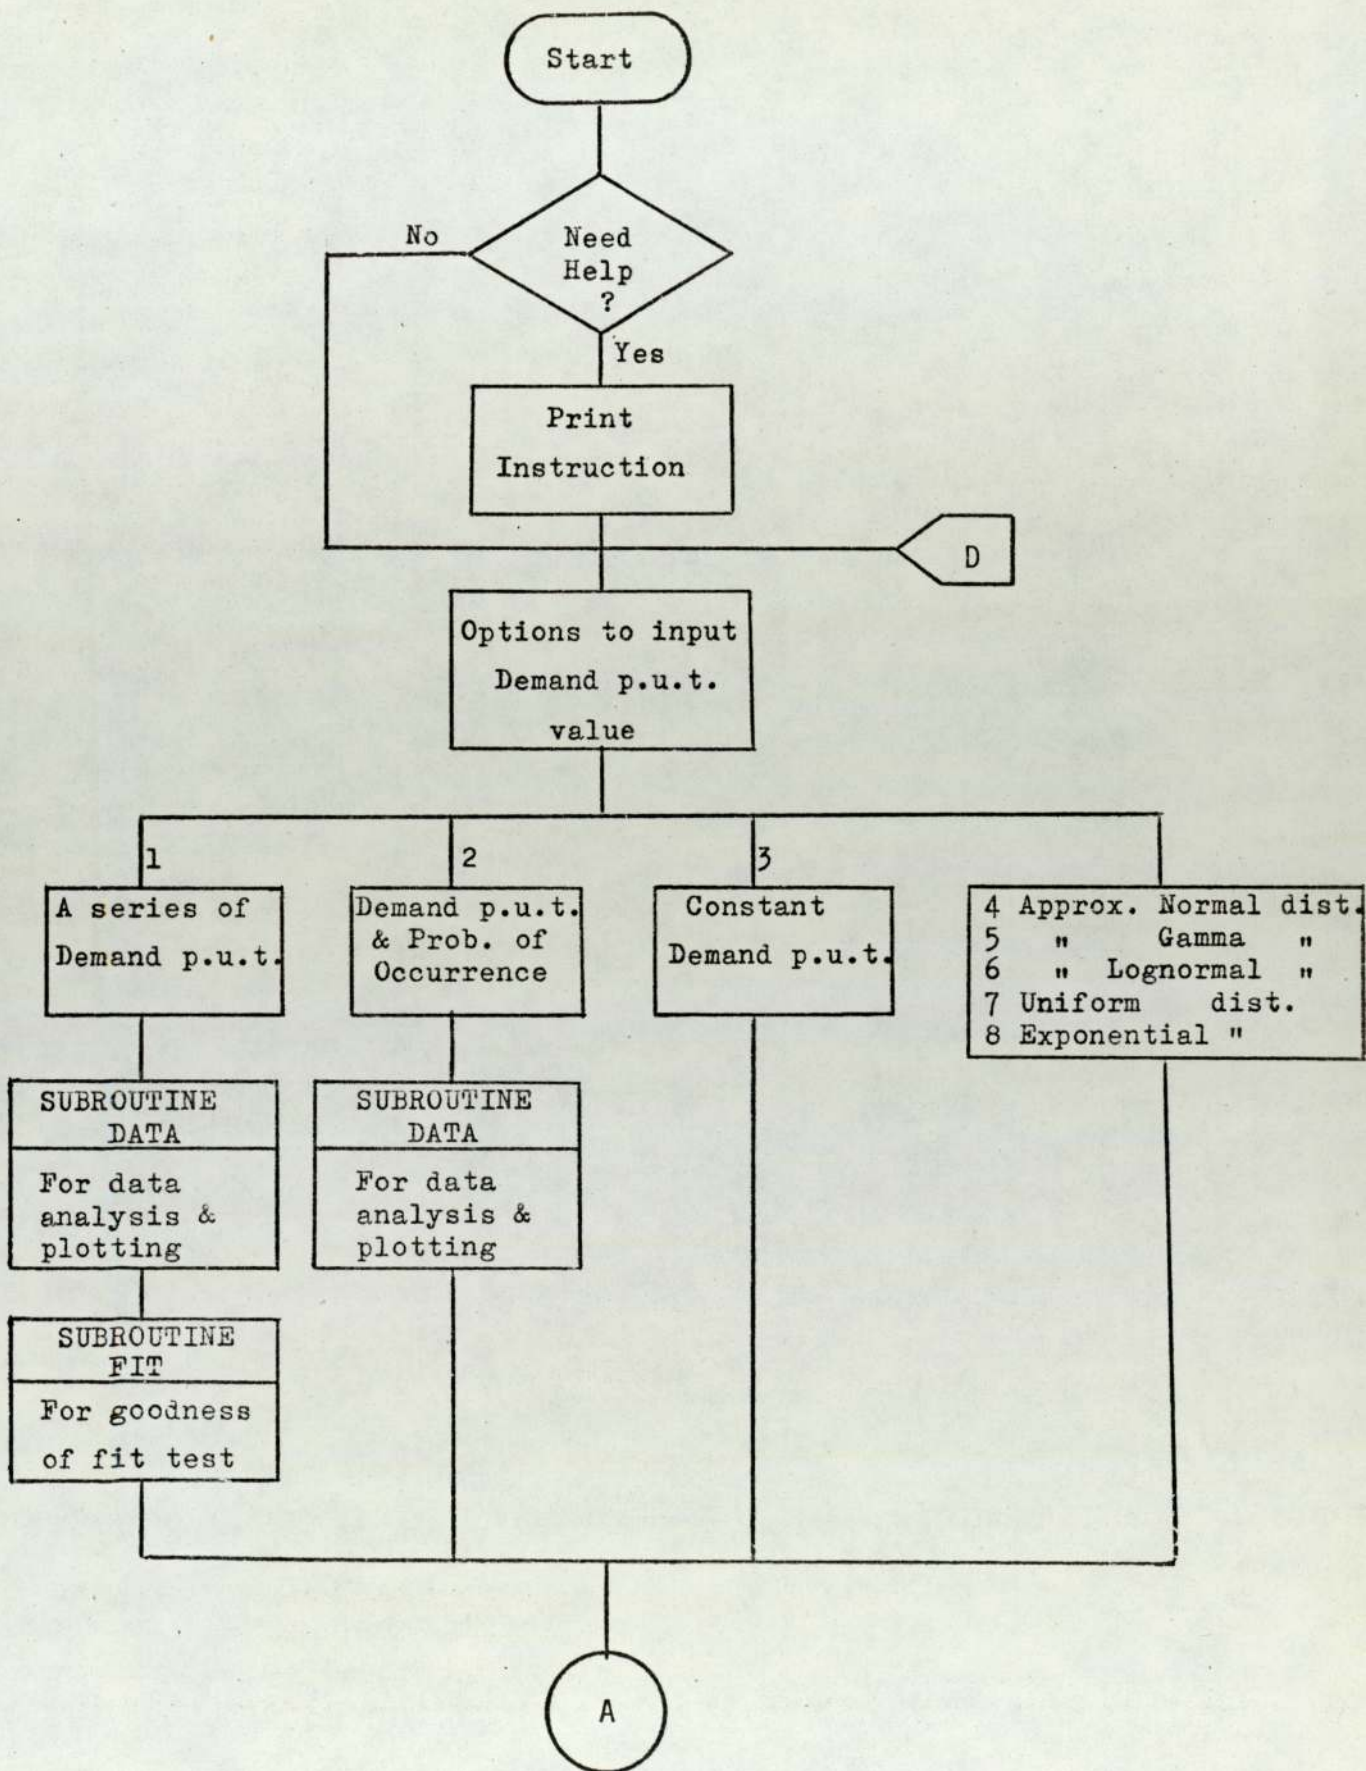 Start
No
Need
Help
?
Yes
Print
Instruction
D
Options to input
Demand p.u.t.
value
1
2
3
A series of
Demand p.u.t.
Demand p.u.t.
& Prob. of
Occurrence
Constant
Demand p.u.t.
4 Approx. Normal dist.
5 " Gamma "
6 " Lognormal "
7 Uniform dist.
8 Exponential "
SUBROUTINE
DATA
For data
analysis &
plotting
SUBROUTINE
DATA
For data
analysis &
plotting
SUBROUTINE
FIT
For goodness
of fit test
A